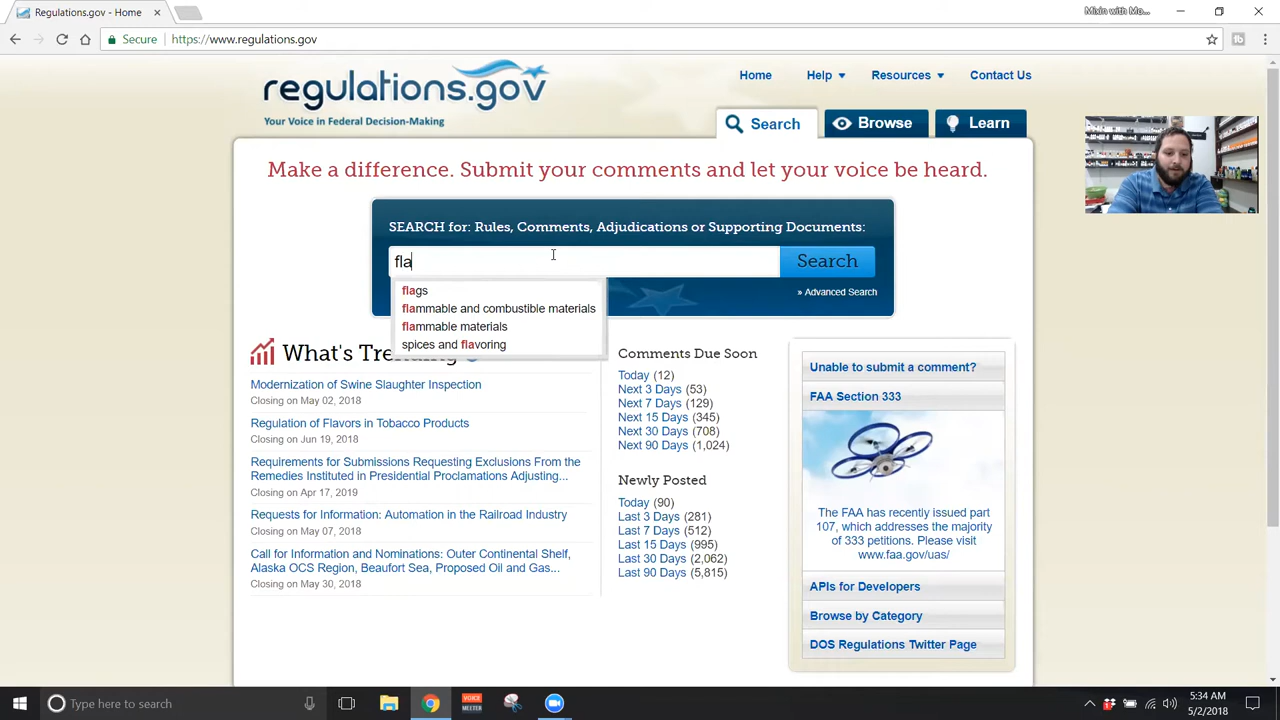 Regulations.gov - Home
Mixin with Mo...
Secure
https://www.regulations.gov
regulations.gov
Your Voice in Federal Decision-Making
Home
Help
Resources
Contact Us
Search
Browse
Learn
Make a difference. Submit your comments and let your voice be heard.
SEARCH for: Rules, Comments, Adjudications or Supporting Documents:
fla
Search
» Advanced Search
flags
flammable and combustible materials
flammable materials
spices and flavoring
Modernization of Swine Slaughter Inspection
Closing on May 02, 2018
Regulation of Flavors in Tobacco Products
Closing on Jun 19, 2018
Requirements for Submissions Requesting Exclusions From the
Remedies Instituted in Presidential Proclamations Adjusting...
Closing on Apr 17, 2019
Requests for Information: Automation in the Railroad Industry
Closing on May 07, 2018
Call for Information and Nominations: Outer Continental Shelf,
Alaska OCS Region, Beaufort Sea, Proposed Oil and Gas...
Closing on May 30, 2018
Comments Due Soon
Today (12)
Next 3 Days (53)
Next 7 Days (129)
Next 15 Days (345)
Next 30 Days (708)
Next 90 Days (1,024)
Newly Posted
Today (90)
Last 3 Days (281)
Last 7 Days (512)
Last 15 Days (995)
Last 30 Days (2,062)
Last 90 Days (5,815)
Unable to submit a comment?
FAA Section 333
The FAA has recently issued part
107, which addresses the majority
of 333 petitions. Please visit
www.faa.gov/uas/
APIs for Developers
Browse by Category
DOS Regulations Twitter Page
Type here to search
VOICE
MEETER
5:34 AM
5/2/2018